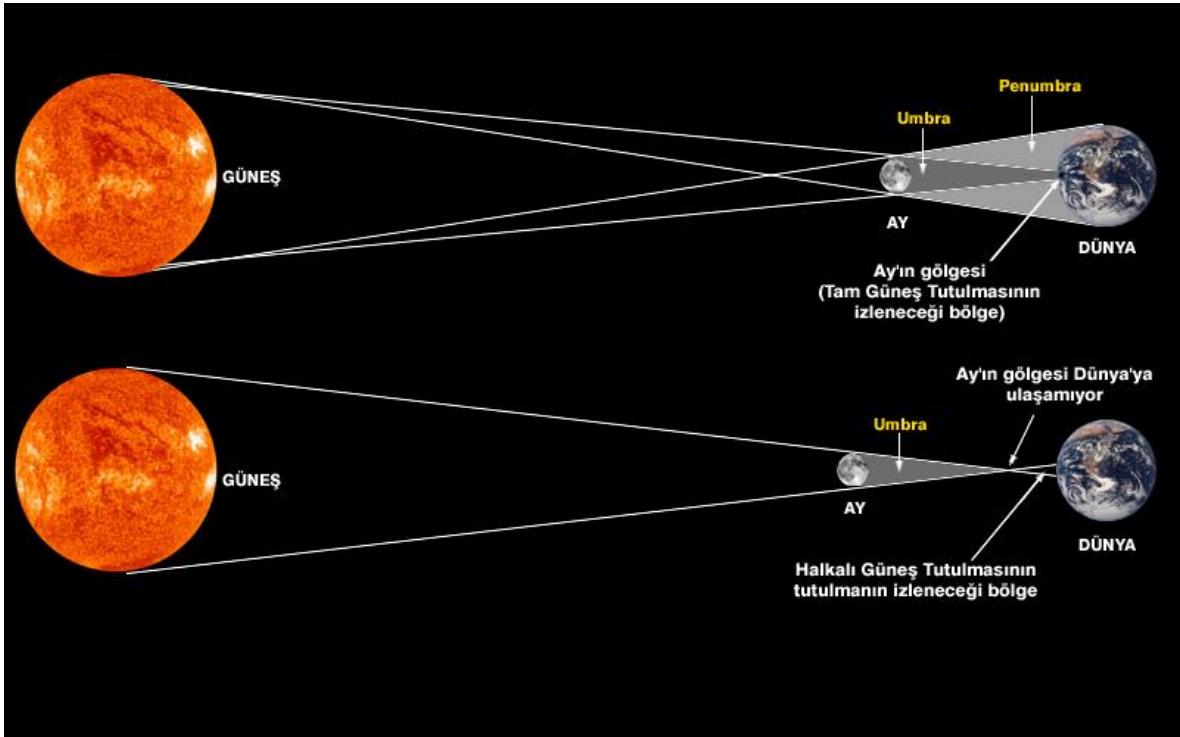 Penumbra
Umbra
GÜNEŞ
AY
DÜNYA
Ay'ın gölgesi
(Tam Güneş Tutulmasının
izleneceği bölge)
Ay'ın gölgesi Dünya'ya
ulaşamıyor
Umbra
GÜNEŞ
AY
DÜNYA
Halkalı Güneş Tutulmasının
tutulmanın izleneceği bölge